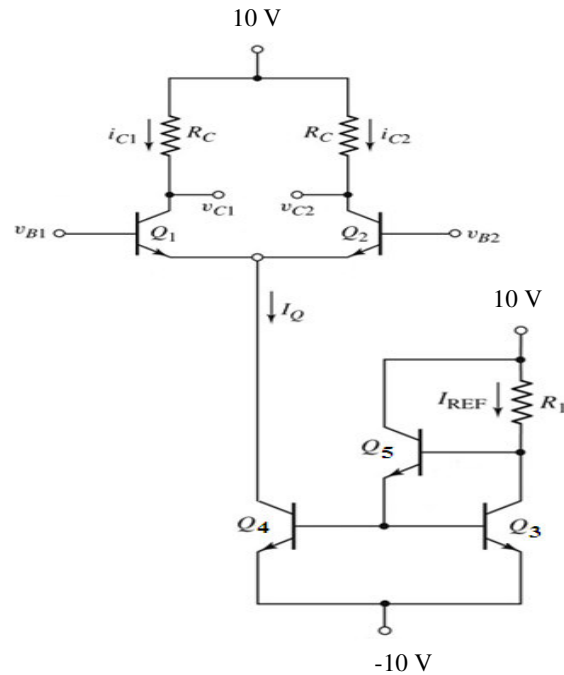 10 V
i_C1 R_C R_C i_C2
v_C1 v_C2
v_B1 Q_1 Q_2 v_B2
I_Q
10 V
I_REF R_1
Q_5
Q_4 Q_3
-10 V